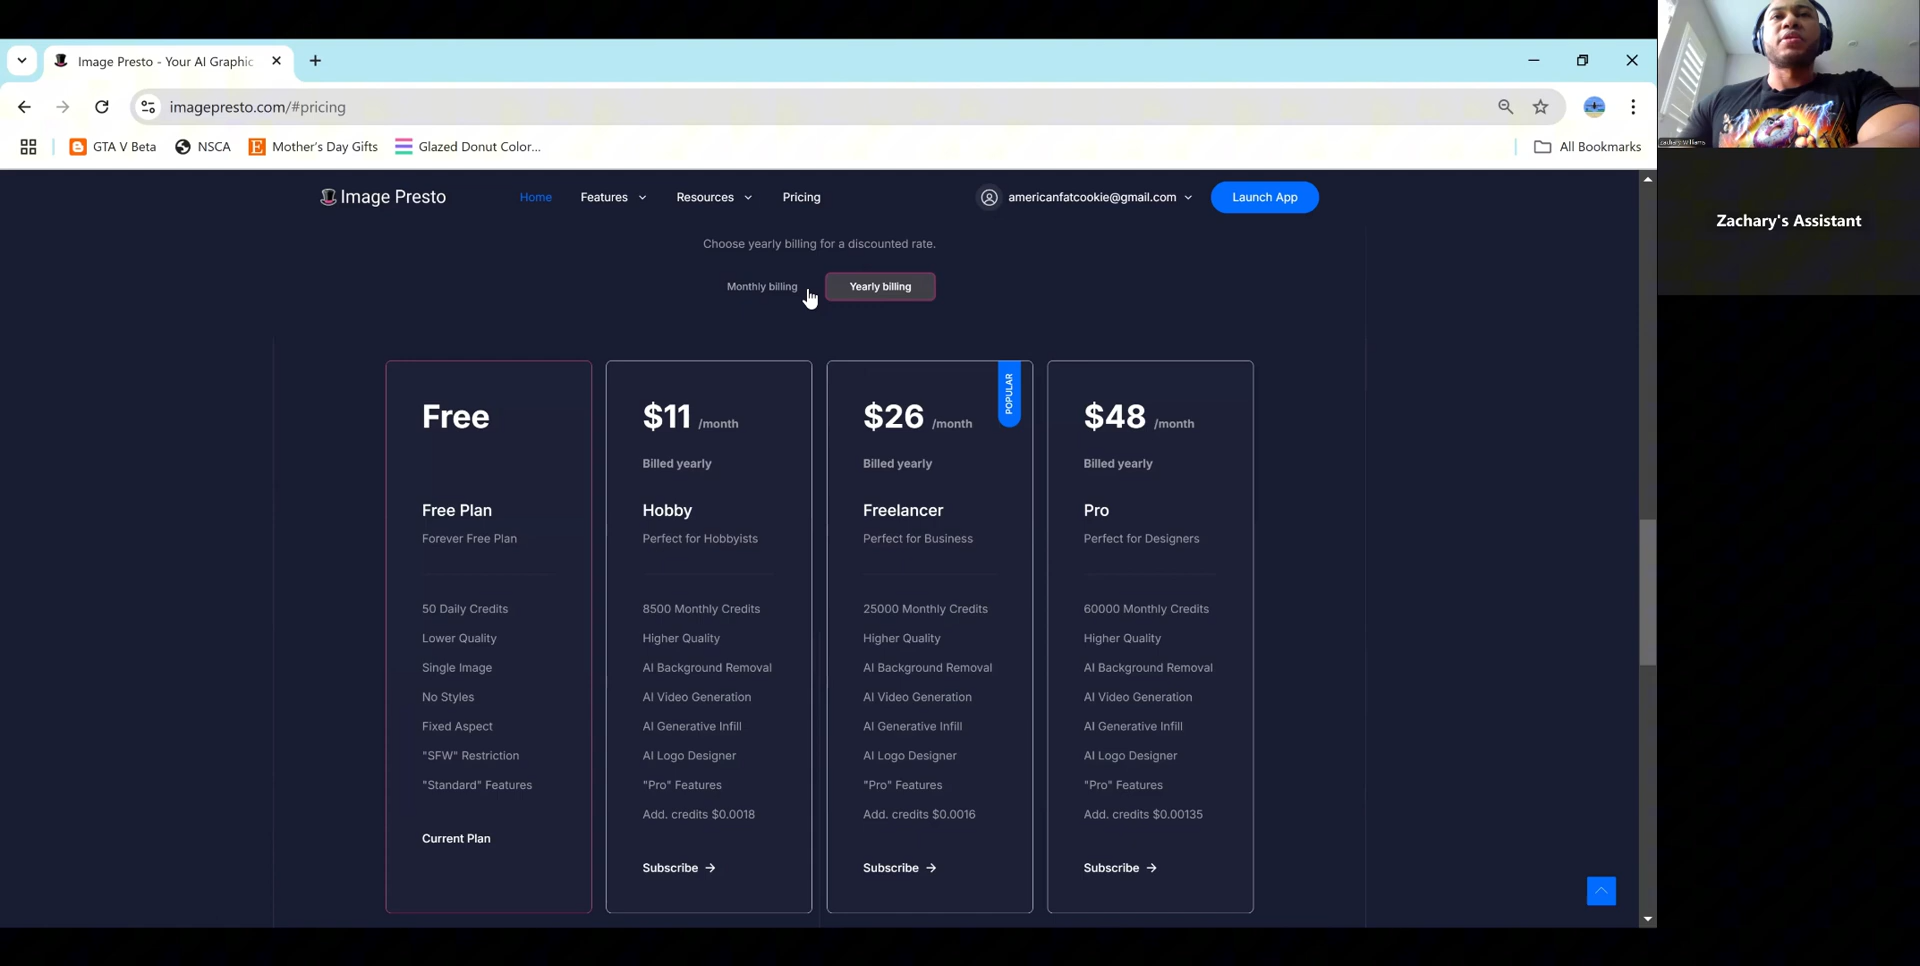 Image Presto - Your AI Graphic
imagepresto.com/#pricing
GTA V Beta
NSCA
Mother's Day Gifts
Glazed Donut Color...
All Bookmarks
zachary williams
Zachary's Assistant
Image Presto
Home
Features
Resources
Pricing
americanfatcookie@gmail.com
Launch App
Choose yearly billing for a discounted rate.
Monthly billing
Yearly billing
Free
Free Plan
Forever Free Plan
50 Daily Credits
Lower Quality
Single Image
No Styles
Fixed Aspect
"SFW" Restriction
"Standard" Features
Current Plan
$11 /month
Billed yearly
Hobby
Perfect for Hobbyists
8500 Monthly Credits
Higher Quality
AI Background Removal
AI Video Generation
AI Generative Infill
AI Logo Designer
"Pro" Features
Add. credits $0.0018
Subscribe →
POPULAR
$26 /month
Billed yearly
Freelancer
Perfect for Business
25000 Monthly Credits
Higher Quality
AI Background Removal
AI Video Generation
AI Generative Infill
AI Logo Designer
"Pro" Features
Add. credits $0.0016
Subscribe →
$48 /month
Billed yearly
Pro
Perfect for Designers
60000 Monthly Credits
Higher Quality
AI Background Removal
AI Video Generation
AI Generative Infill
AI Logo Designer
"Pro" Features
Add. credits $0.00135
Subscribe →